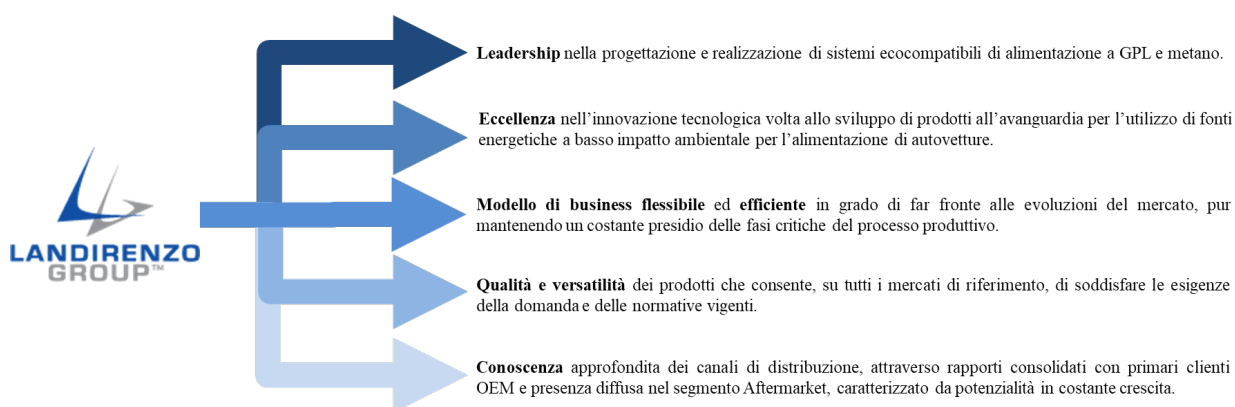 LANDIRENZO
GROUP™
Leadership nella progettazione e realizzazione di sistemi ecocompatibili di alimentazione a GPL e metano.
Eccellenza nell’innovazione tecnologica volta allo sviluppo di prodotti all’avanguardia per l’utilizzo di fonti
energetiche a basso impatto ambientale per l’alimentazione di autovetture.
Modello di business flessibile ed efficiente in grado di far fronte alle evoluzioni del mercato, pur
mantenendo un costante presidio delle fasi critiche del processo produttivo.
Qualità e versatilità dei prodotti che consente, su tutti i mercati di riferimento, di soddisfare le esigenze
della domanda e delle normative vigenti.
Conoscenza approfondita dei canali di distribuzione, attraverso rapporti consolidati con primari clienti
OEM e presenza diffusa nel segmento Aftermarket, caratterizzato da potenzialità in costante crescita.